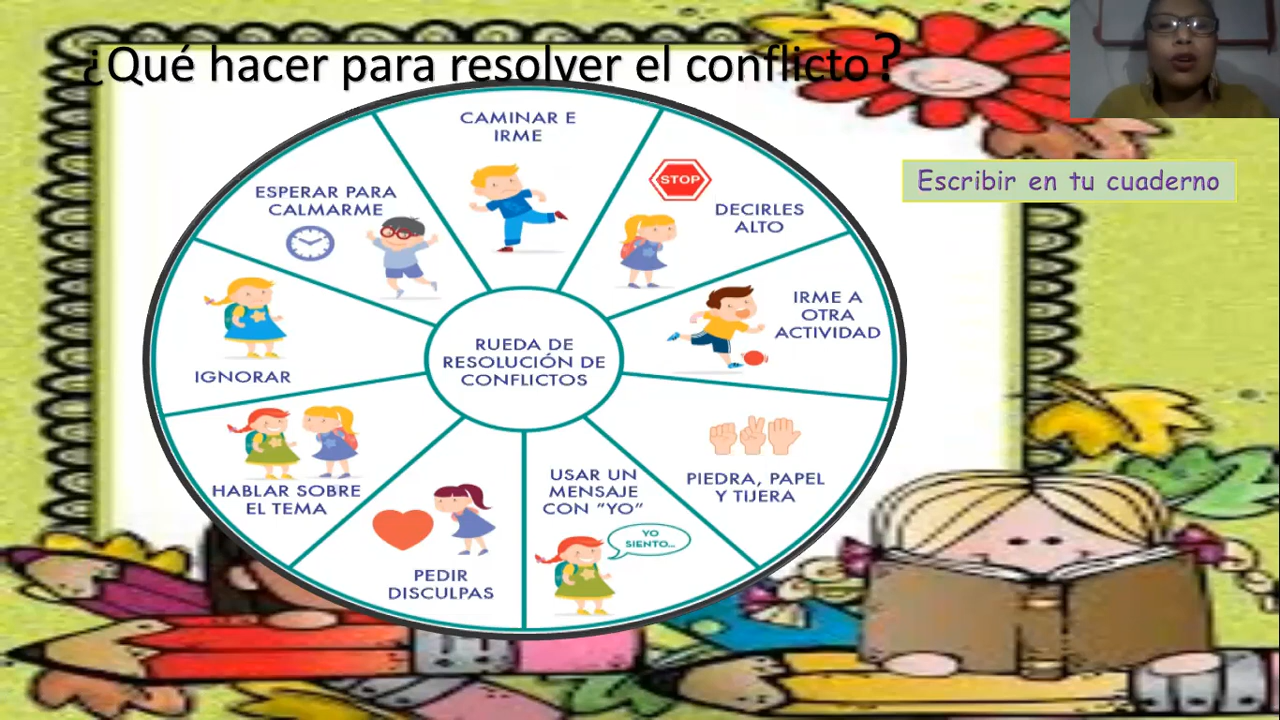 ¿Qué hacer para resolver el conflicto?
Escribir en tu cuaderno
CAMINAR E
IRME
STOP
DECIRLES
ALTO
IRME A
OTRA
ACTIVIDAD
PIEDRA, PAPEL
Y TIJERA
USAR UN
MENSAJE
CON “YO”
YO
SIENTO...
PEDIR
DISCULPAS
HABLAR SOBRE
EL TEMA
IGNORAR
ESPERAR PARA
CALMARME
RUEDA DE
RESOLUCIÓN DE
CONFLICTOS